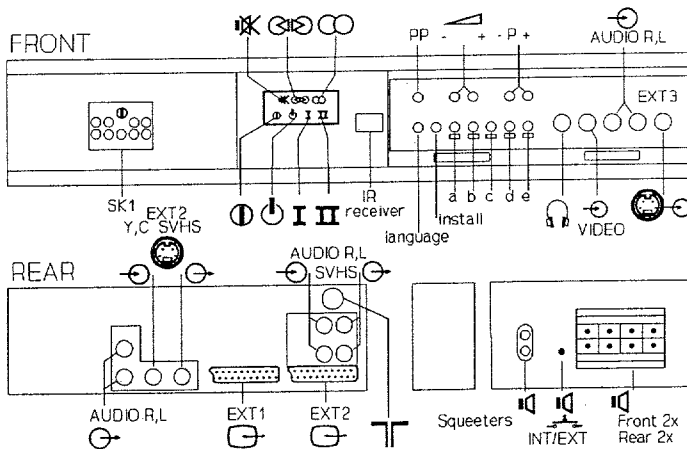 FRONT
PP - + - P +
AUDIO R,L
EXT3
SK1
I II
IR
receiver
a b c d e
install
language
VIDEO
EXT2
Y,C SVHS
REAR
AUDIO R,L
SVHS
AUDIO R,L
EXT1
EXT2
Squeeters
INT/EXT
Front 2x
Rear 2x